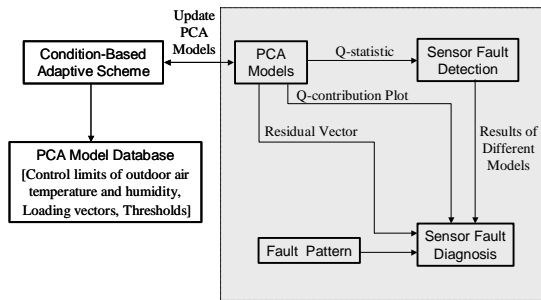 Update
PCA
Models
Condition-Based
Adaptive Scheme
PCA
Models
Q-statistic
Sensor Fault
Detection
Q-contribution Plot
Residual Vector
Results of
Different
Models
PCA Model Database
[Control limits of outdoor air
temperature and humidity,
Loading vectors, Thresholds]
Fault Pattern
Sensor Fault
Diagnosis